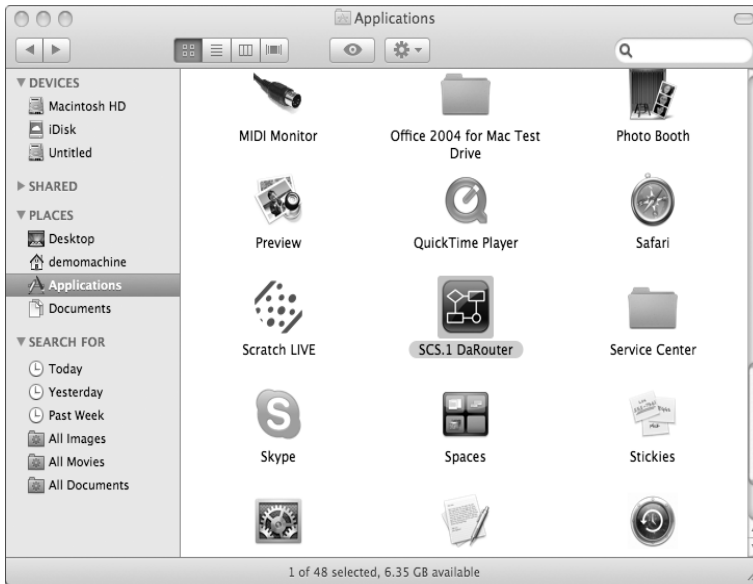 Applications
DEVICES
Macintosh HD
iDisk
Untitled
SHARED
PLACES
Desktop
demomachine
Applications
Documents
SEARCH FOR
Today
Yesterday
Past Week
All Images
All Movies
All Documents
MIDI Monitor
Office 2004 for Mac Test
Drive
Photo Booth
Preview
QuickTime Player
Safari
Scratch LIVE
SCS.1 DaRouter
Service Center
Skype
Spaces
Stickies
1 of 48 selected, 6.35 GB available